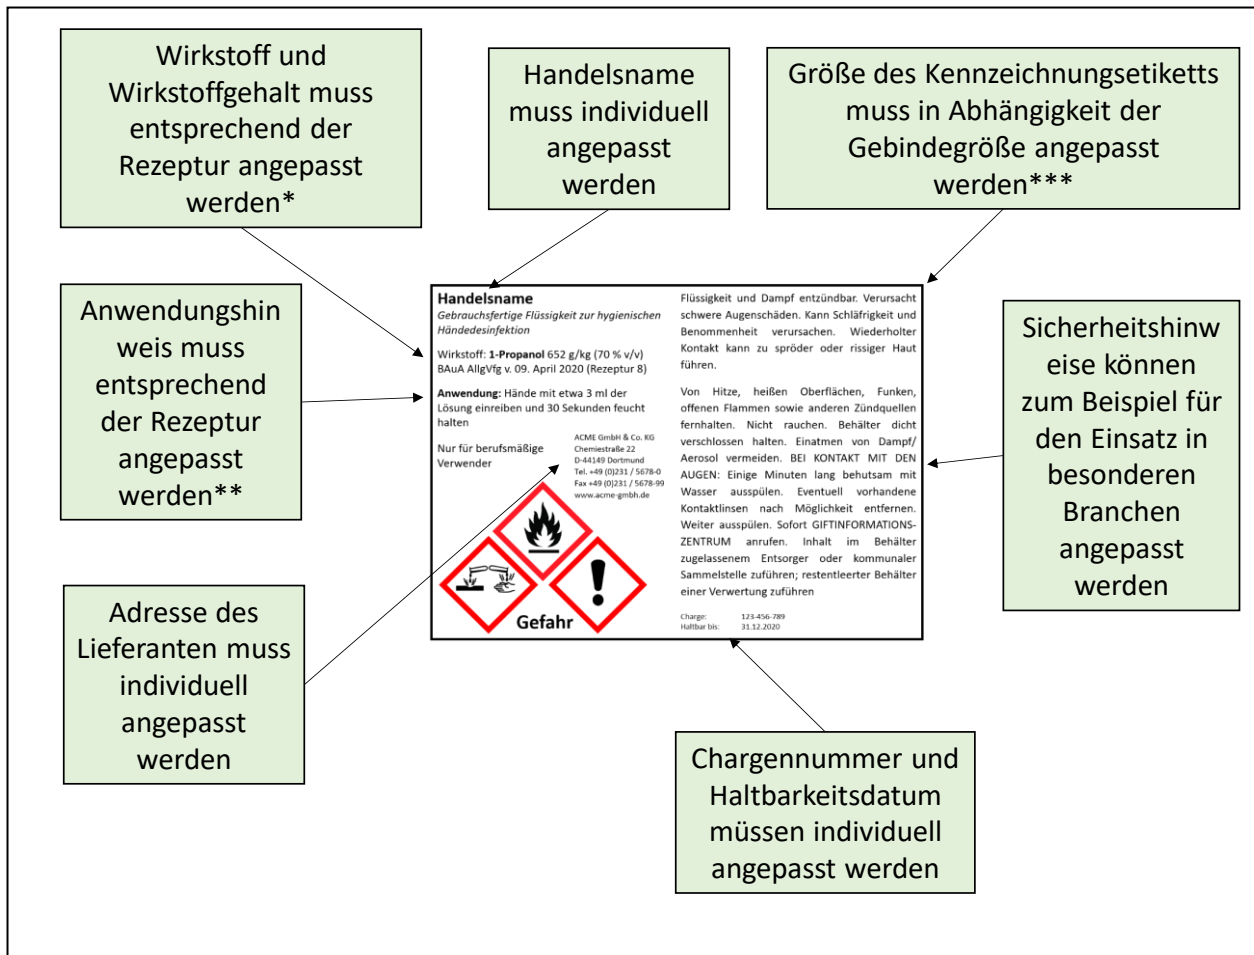 Wirkstoff und
Wirkstoffgehalt muss
entsprechend der
Rezeptur angepasst
werden*
Handelsname
muss individuell
angepasst
werden
Größe des Kennzeichnungsetiketts
muss in Abhängigkeit der
Gebindegröße angepasst
werden***
Anwendungshin
weis muss
entsprechend
der Rezeptur
angepasst
werden**
Handelsname
Gebrauchsfertige Flüssigkeit zur hygienischen
Händedesinfektion
Wirkstoff: 1-Propanol 652 g/kg (70 % v/v)
BAuA AllgVfg v. 09. April 2020 (Rezeptur 8)
Anwendung: Hände mit etwa 3 ml der
Lösung einreiben und 30 Sekunden feucht
halten
Nur für berufsmäßige
Verwender
ACME GmbH & Co. KG
Chemiestraße 22
D-44149 Dortmund
Tel. +49 (0)231 / 5678-0
Fax +49 (0)231 / 5678-99
www.acme-gmbh.de
Gefahr
Flüssigkeit und Dampf entzündbar. Verursacht
schwere Augenschäden. Kann Schläfrigkeit und
Benommenheit verursachen. Wiederholter
Kontakt kann zu spröder oder rissiger Haut
führen.
Von Hitze, heißen Oberflächen, Funken,
offenen Flammen sowie anderen Zündquellen
fernhalten. Nicht rauchen. Behälter dicht
verschlossen halten. Einatmen von Dampf/
Aerosol vermeiden. BEI KONTAKT MIT DEN
AUGEN: Einige Minuten lang behutsam mit
Wasser ausspülen. Eventuell vorhandene
Kontaktlinsen nach Möglichkeit entfernen.
Weiter ausspülen. Sofort GIFTINFORMATIONS-
ZENTRUM anrufen. Inhalt im Behälter
zugelassenem Entsorger oder kommunaler
Sammelstelle zuführen; restentleerter Behälter
einer Verwertung zuführen
Charge: 123-456-789
Haltbar bis: 31.12.2020
Sicherheitshinw
eise können
zum Beispiel für
den Einsatz in
besonderen
Branchen
angepasst
werden
Adresse des
Lieferanten muss
individuell
angepasst
werden
Chargennummer und
Haltbarkeitsdatum
müssen individuell
angepasst werden